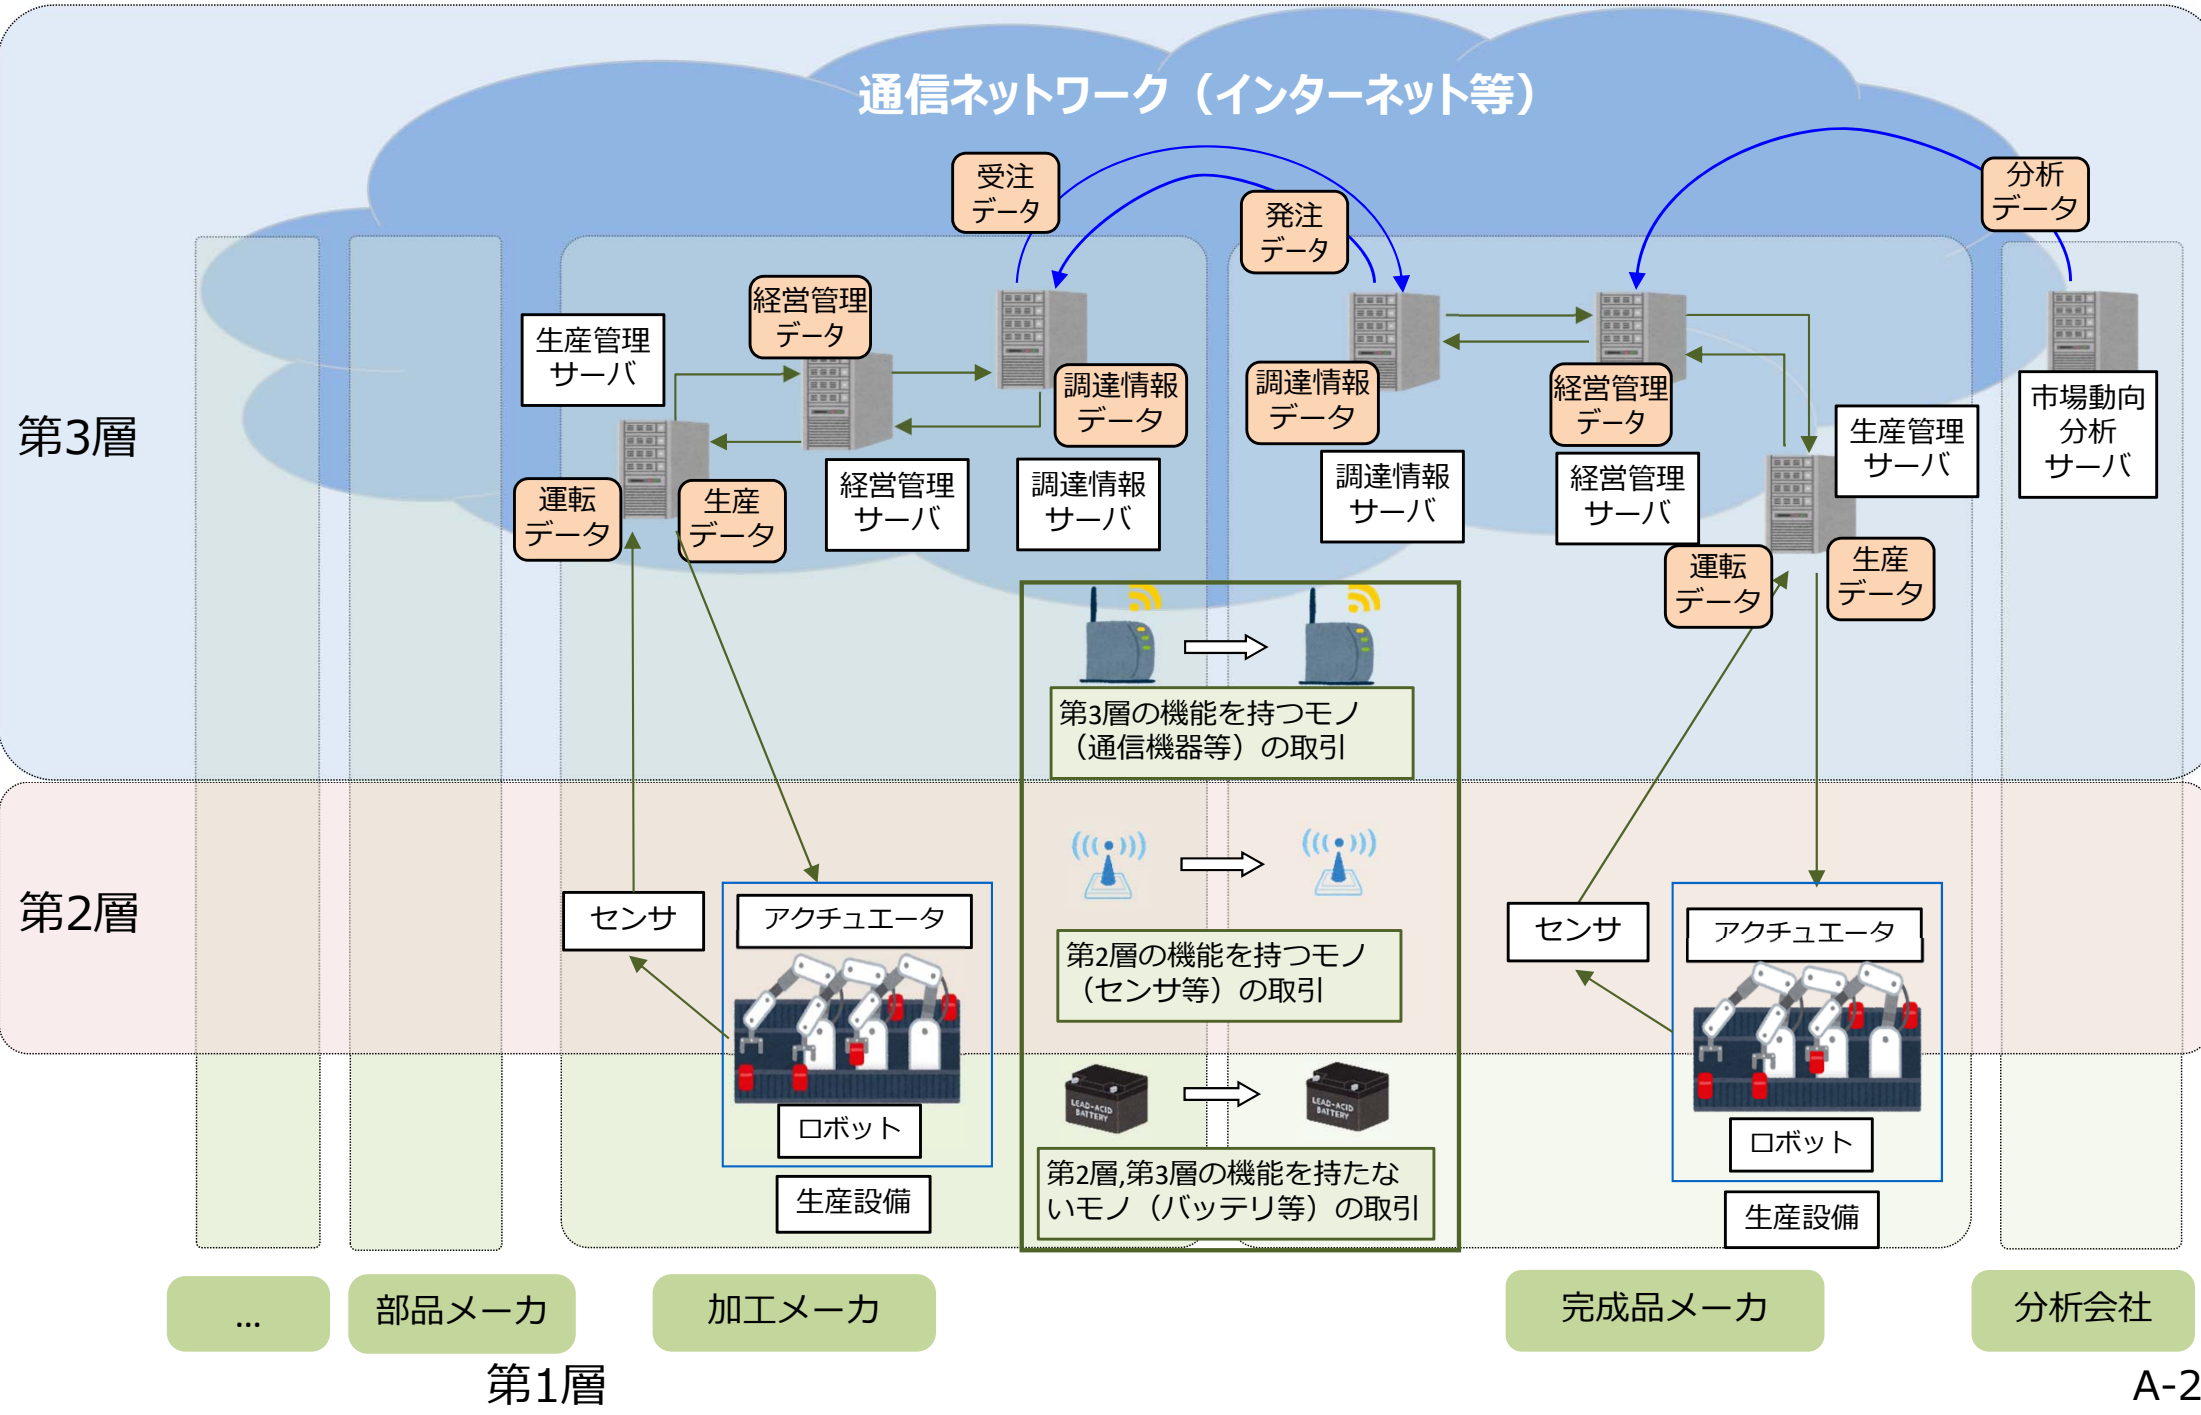 通信ネットワーク（インターネット等）
受注
データ
発注
データ
分析
データ
経営管理
データ
生産管理
サーバ
調達情報
データ
調達情報
データ
経営管理
データ
生産管理
サーバ
市場動向
分析
サーバ
第3層
運転
データ
生産
データ
経営管理
サーバ
調達情報
サーバ
調達情報
サーバ
経営管理
サーバ
運転
データ
生産
データ
第3層の機能を持つモノ
（通信機器等）の取引
第2層
センサ
アクチュエータ
第2層の機能を持つモノ
（センサ等）の取引
センサ
アクチュエータ
LEAD-ACID
BATTERY
LEAD-ACID
BATTERY
ロボット
生産設備
第2層,第3層の機能を持たな
いモノ（バッテリ等）の取引
ロボット
生産設備
...
部品メーカ
加工メーカ
完成品メーカ
分析会社
第1層
A-2